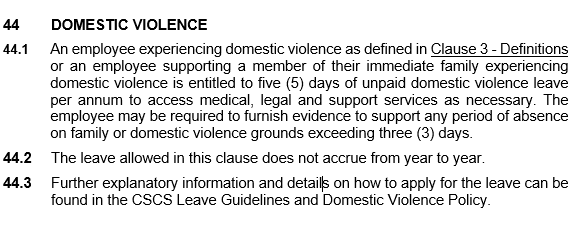 44 DOMESTIC VIOLENCE
44.1 An employee experiencing domestic violence as defined in Clause 3 - Definitions
or an employee supporting a member of their immediate family experiencing
domestic violence is entitled to five (5) days of unpaid domestic violence leave
per annum to access medical, legal and support services as necessary. The
employee may be required to furnish evidence to support any period of absence
on family or domestic violence grounds exceeding three (3) days.
44.2 The leave allowed in this clause does not accrue from year to year.
44.3 Further explanatory information and details on how to apply for the leave can be
found in the CSCS Leave Guidelines and Domestic Violence Policy.